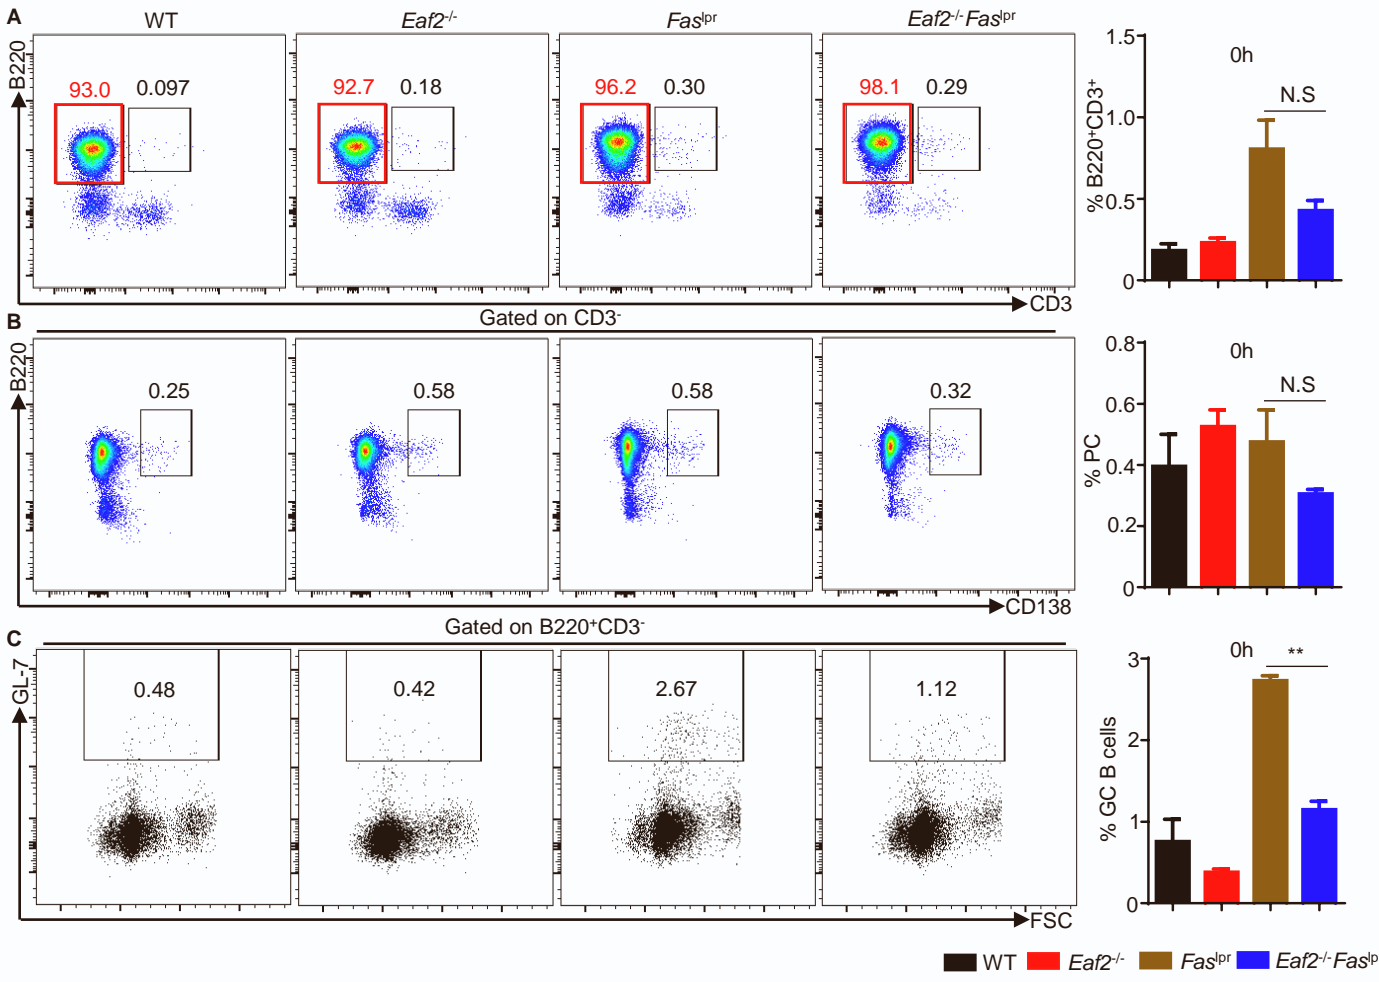 A
WT
Eaf2-/-
Faslpr
Eaf2-/-Faslpr
B220
93.0
0.097
92.7
0.18
96.2
0.30
98.1
0.29
CD3
% B220+CD3+
1.5
1.0
0.5
0
0h
N.S
B
Gated on CD3-
B220
0.25
0.58
0.58
0.32
CD138
% PC
0.8
0.6
0.4
0.2
0
0h
N.S
C
Gated on B220+CD3-
GL-7
0.48
0.42
2.67
1.12
FSC
% GC B cells
3
2
1
0
0h
**
WT
Eaf2-/-
Faslpr
Eaf2-/-Faslp